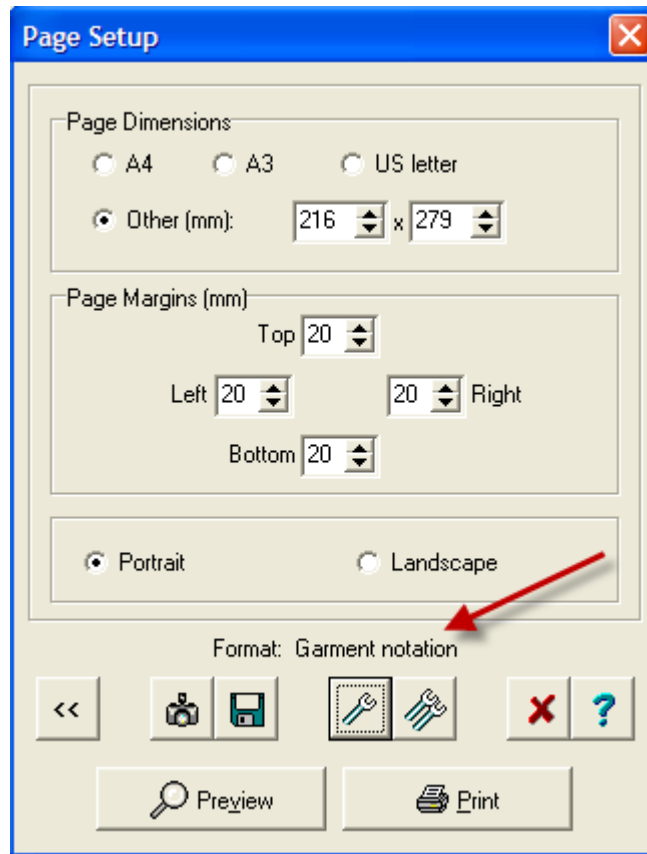 Page Setup
Page Dimensions
A4 A3 US letter
Other (mm): 216 x 279
Page Margins (mm)
Top 20
Left 20 20 Right
Bottom 20
Portrait Landscape
Format: Garment notation
<< ?
Preview Print